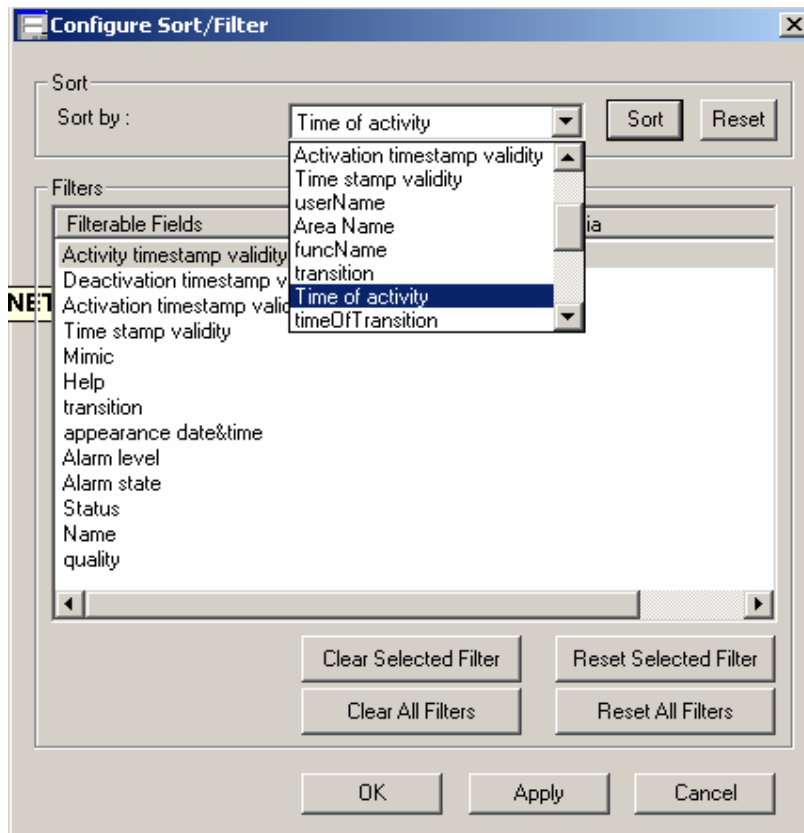 Configure Sort/Filter
Sort
Sort by :
Time of activity
Sort
Reset
Activation timestamp validity
Time stamp validity
userName
Area Name
funcName
transition
Time of activity
timeOfTransition
Filters
Filterable Fields
ia
Activity timestamp validity
Deactivation timestamp v
NET
Activation timestamp valid
Time stamp validity
Mimic
Help
transition
appearance date&time
Alarm level
Alarm state
Status
Name
quality
Clear Selected Filter
Reset Selected Filter
Clear All Filters
Reset All Filters
OK
Apply
Cancel